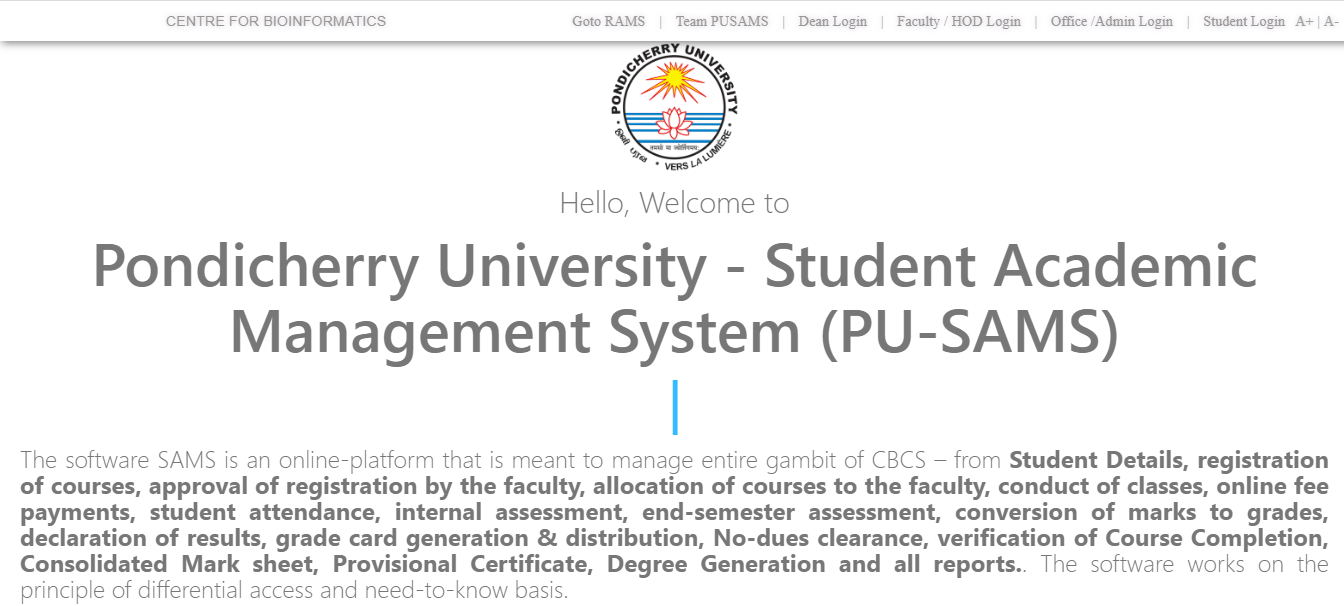 CENTRE FOR BIOINFORMATICS
Goto RAMS | Team PUSAMS | Dean Login | Faculty / HOD Login | Office /Admin Login | Student Login A+ | A-
PONDICHERRY UNIVERSITY
तमसो मा ज्योतिर्गमय
VERS LA LUMIÈRE
Hello, Welcome to
Pondicherry University - Student Academic
Management System (PU-SAMS)
The software SAMS is an online-platform that is meant to manage entire gambit of CBCS – from Student Details, registration
of courses, approval of registration by the faculty, allocation of courses to the faculty, conduct of classes, online fee
payments, student attendance, internal assessment, end-semester assessment, conversion of marks to grades,
declaration of results, grade card generation & distribution, No-dues clearance, verification of Course Completion,
Consolidated Mark sheet, Provisional Certificate, Degree Generation and all reports.. The software works on the
principle of differential access and need-to-know basis.